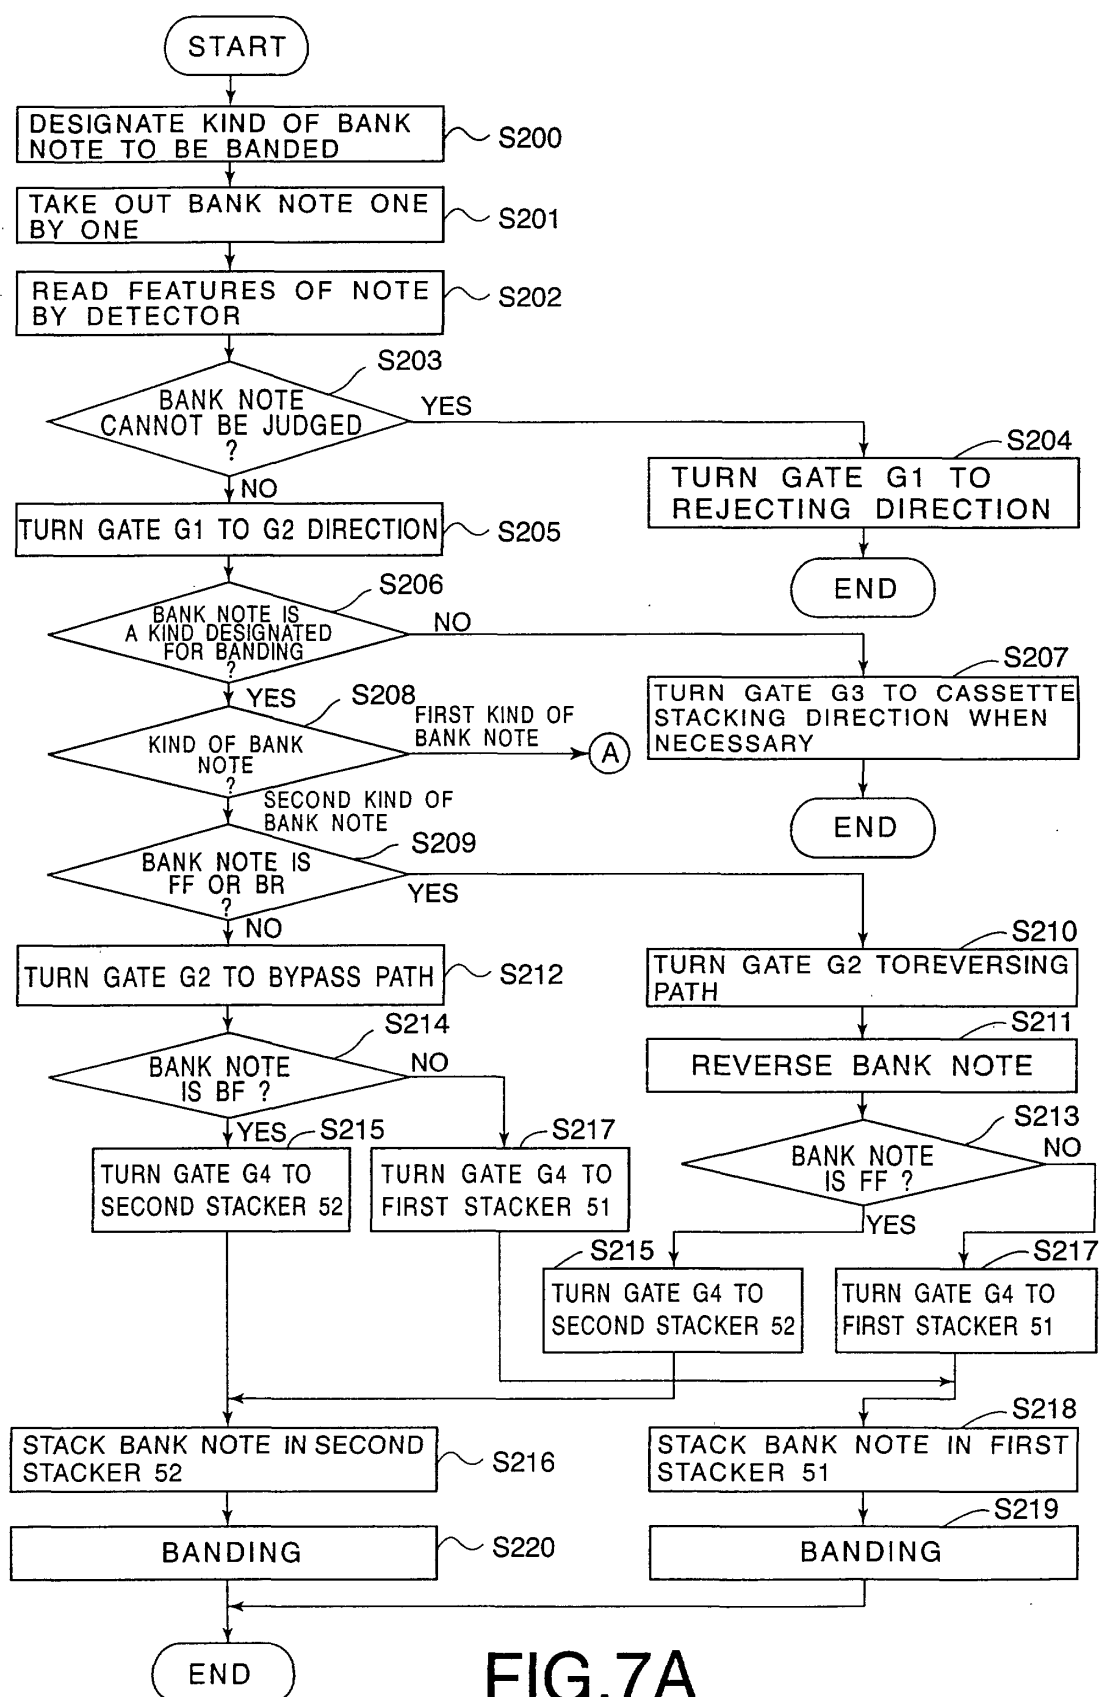 START
DESIGNATE KIND OF BANK
NOTE TO BE BANDED
S200
TAKE OUT BANK NOTE ONE
BY ONE
S201
READ FEATURES OF NOTE
BY DETECTOR
S202
S203
BANK NOTE
CANNOT BE JUDGED
?
YES
NO
S204
TURN GATE G1 TO
REJECTING DIRECTION
END
TURN GATE G1 TO G2 DIRECTION
S205
S206
BANK NOTE IS
A KIND DESIGNATED
FOR BANDING
?
NO
YES
S207
TURN GATE G3 TO CASSETTE
STACKING DIRECTION WHEN
NECESSARY
END
S208
KIND OF BANK
NOTE
?
FIRST KIND OF
BANK NOTE
A
SECOND KIND OF
BANK NOTE
S209
BANK NOTE IS
FF OR BR
?
YES
NO
S210
TURN GATE G2 TOREVERSING
PATH
S211
REVERSE BANK NOTE
TURN GATE G2 TO BYPASS PATH
S212
S214
BANK NOTE
IS BF ?
NO
YES
S213
BANK NOTE
IS FF ?
NO
YES
S215
TURN GATE G4 TO
SECOND STACKER 52
S217
TURN GATE G4 TO
FIRST STACKER 51
S215
TURN GATE G4 TO
SECOND STACKER 52
S217
TURN GATE G4 TO
FIRST STACKER 51
STACK BANK NOTE IN SECOND
STACKER 52
S216
S218
STACK BANK NOTE IN FIRST
STACKER 51
BANDING
S220
S219
BANDING
END
FIG.7A